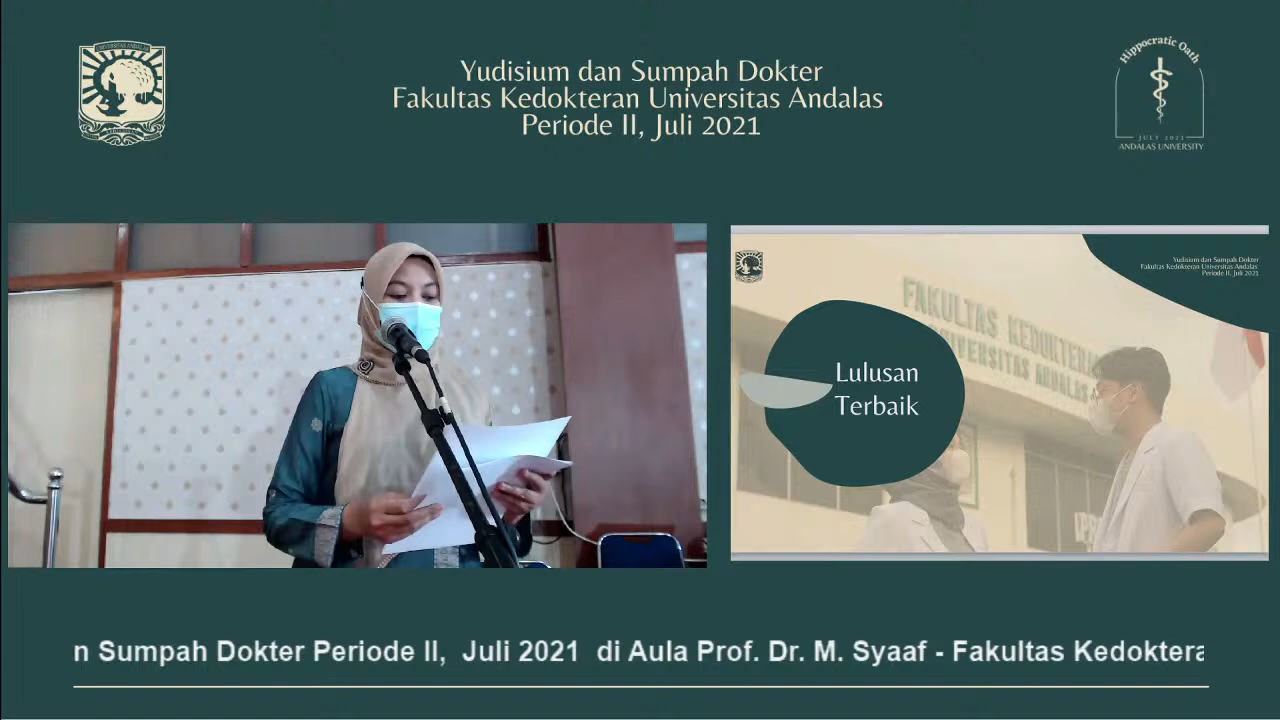 Yudisium dan Sumpah Dokter
Fakultas Kedokteran Universitas Andalas
Periode II, Juli 2021
UNIVERSITAS ANDALAS
Hippocratic Oath
JULY 2021
ANDALAS UNIVERSITY
Yudisium dan Sumpah Dokter
Fakultas Kedokteran Universitas Andalas
Periode II, Juli 2021
FAKULTAS KEDOKTERAN
UNIVERSITAS ANDALAS
Lulusan
Terbaik
n Sumpah Dokter Periode II, Juli 2021 di Aula Prof. Dr. M. Syaaf - Fakultas Kedoktera